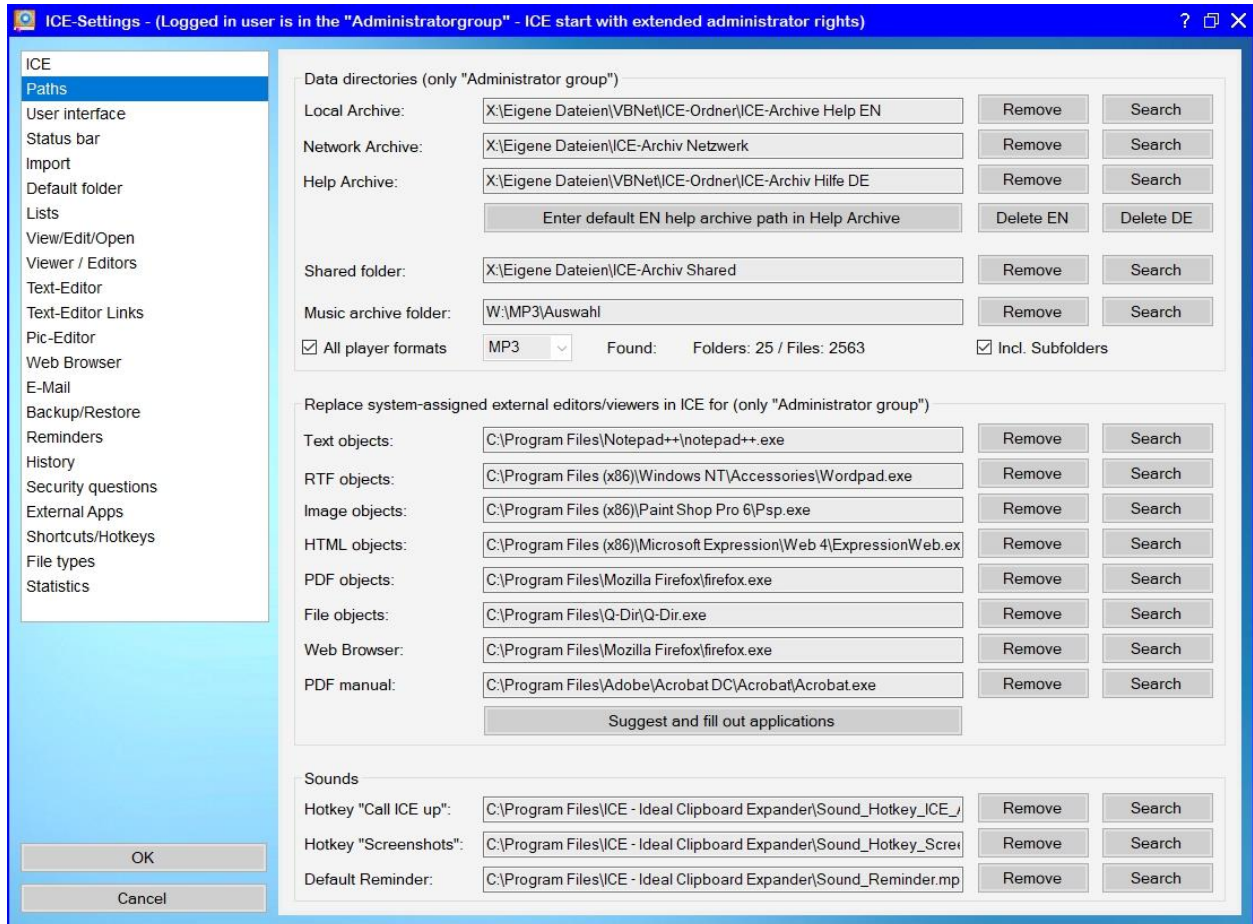 ICE-Settings - (Logged in user is in the "Administratorgroup" - ICE start with extended administrator rights) ?
ICE
Paths
User interface
Status bar
Import
Default folder
Lists
View/Edit/Open
Viewer / Editors
Text-Editor
Text-Editor Links
Pic-Editor
Web Browser
E-Mail
Backup/Restore
Reminders
History
Security questions
External Apps
Shortcuts/Hotkeys
File types
Statistics
OK
Cancel
Data directories (only "Administrator group")
Local Archive: X:\Eigene Dateien\VBNet\ICE-Ordner\ICE-Archive Help EN Remove Search
Network Archive: X:\Eigene Dateien\ICE-Archiv Netzwerk Remove Search
Help Archive: X:\Eigene Dateien\VBNet\ICE-Ordner\ICE-Archiv Hilfe DE Remove Search
Enter default EN help archive path in Help Archive Delete EN Delete DE
Shared folder: X:\Eigene Dateien\ICE-Archiv Shared Remove Search
Music archive folder: W:\MP3\Auswahl Remove Search
All player formats MP3 Found: Folders: 25 / Files: 2563 Incl. Subfolders
Replace system-assigned external editors/viewers in ICE for (only "Administrator group")
Text objects: C:\Program Files\Notepad++\notepad++.exe Remove Search
RTF objects: C:\Program Files (x86)\Windows NT\Accessories\Wordpad.exe Remove Search
Image objects: C:\Program Files (x86)\Paint Shop Pro 6\Psp.exe Remove Search
HTML objects: C:\Program Files (x86)\Microsoft Expression\Web 4\ExpressionWeb.ex Remove Search
PDF objects: C:\Program Files\Mozilla Firefox\firefox.exe Remove Search
File objects: C:\Program Files\Q-Dir\Q-Dir.exe Remove Search
Web Browser: C:\Program Files\Mozilla Firefox\firefox.exe Remove Search
PDF manual: C:\Program Files\Adobe\Acrobat DC\Acrobat\Acrobat.exe Remove Search
Suggest and fill out applications
Sounds
Hotkey "Call ICE up": C:\Program Files\ICE - Ideal Clipboard Expander\Sound_Hotkey_ICE_ Remove Search
Hotkey "Screenshots": C:\Program Files\ICE - Ideal Clipboard Expander\Sound_Hotkey_Scree Remove Search
Default Reminder: C:\Program Files\ICE - Ideal Clipboard Expander\Sound_Reminder.mp Remove Search